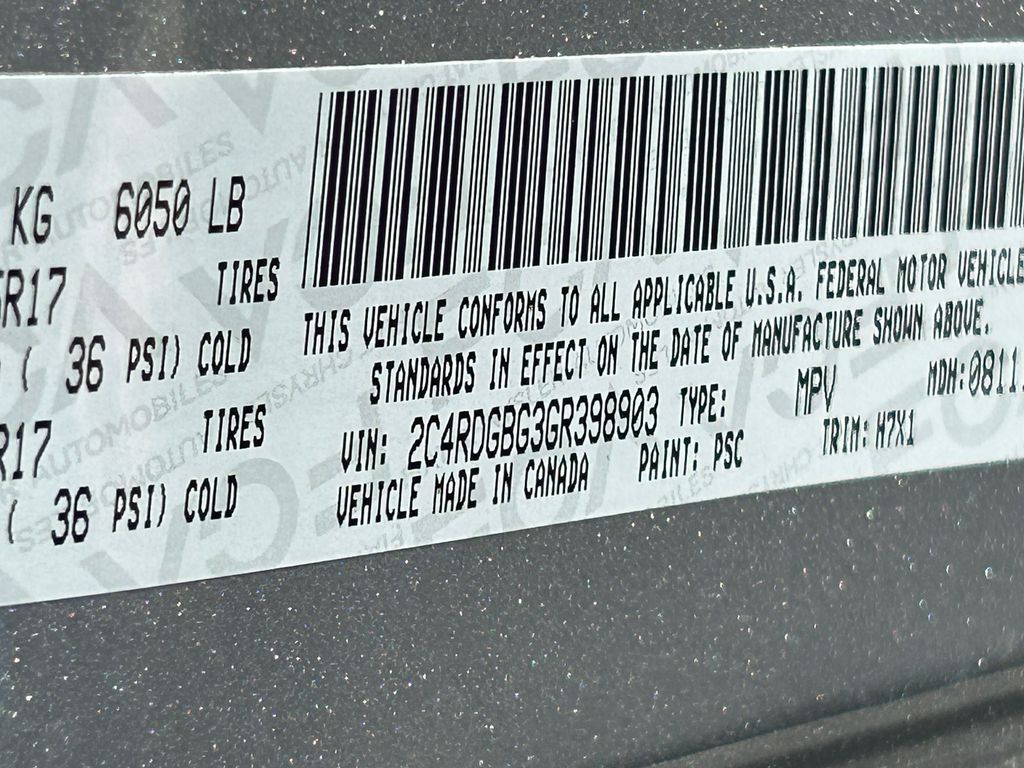 KG 6050 LB
R17 TIRES
( 36 PSI) COLD
R17 TIRES
( 36 PSI) COLD
THIS VEHICLE CONFORMS TO ALL APPLICABLE U.S.A. FEDERAL MOTOR VEHICLE
STANDARDS IN EFFECT ON THE DATE OF MANUFACTURE SHOWN ABOVE.
VIN: 2C4RDGBG3GR398903 TYPE: MPV MDH:0811
VEHICLE MADE IN CANADA PAINT: PSC TRIM: H7X1